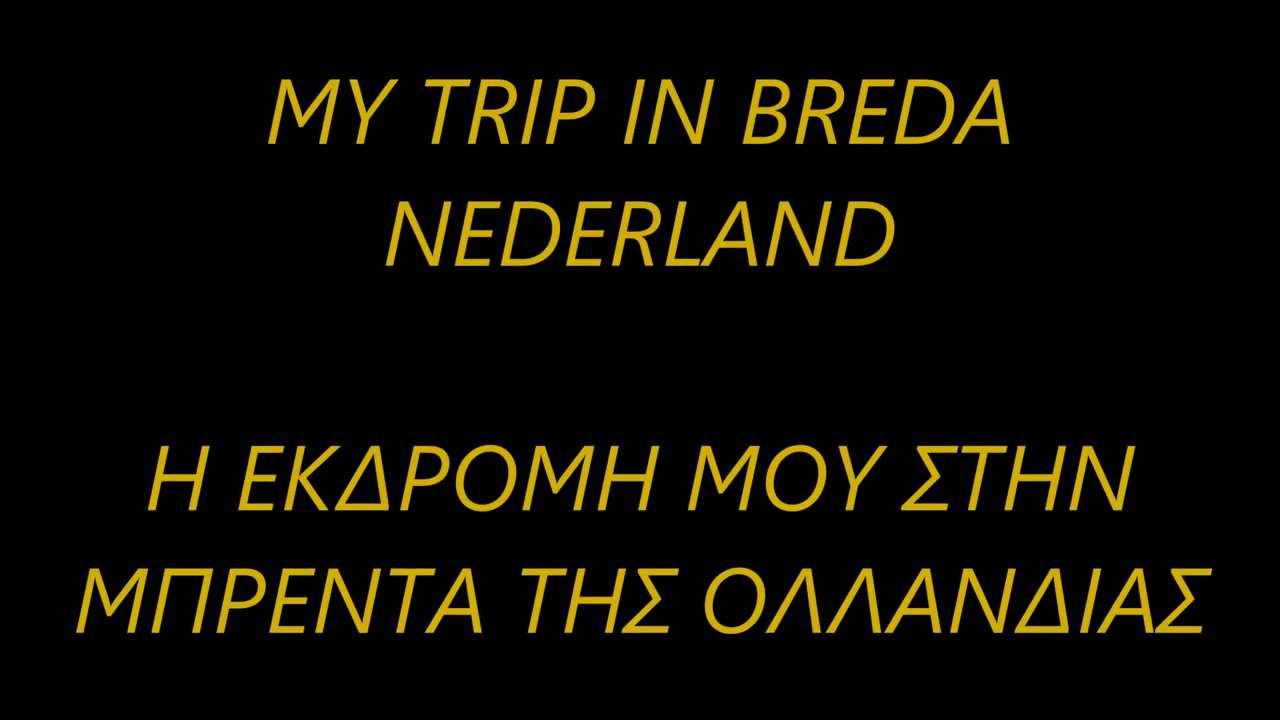 MY TRIP IN BREDA
NEDERLAND
Η ΕΚΔΡΟΜΗ ΜΟΥ ΣΤΗΝ
ΜΠΡΕΝΤΑ ΤΗΣ ΟΛΛΑΝΔΙΑΣ